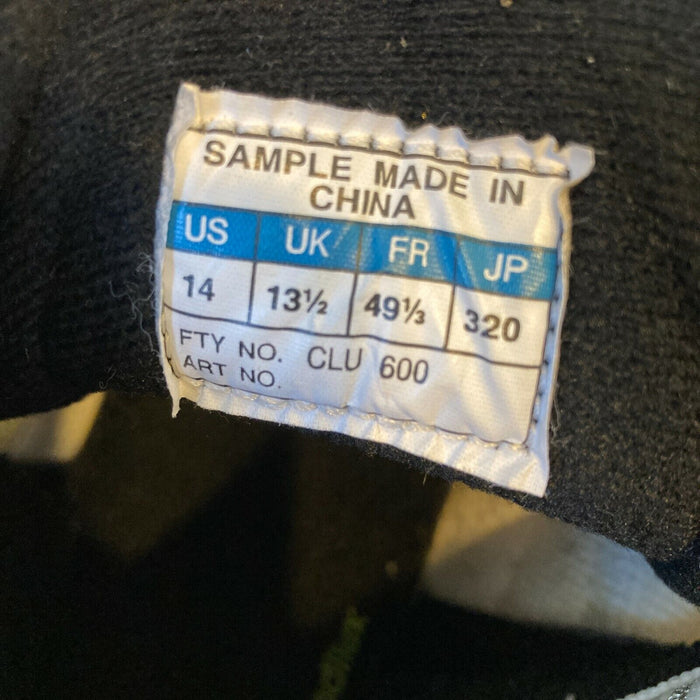 SAMPLE MADE IN
CHINA
US UK FR JP
14 13½ 49⅓ 320
FTY NO. CLU 600
ART NO.